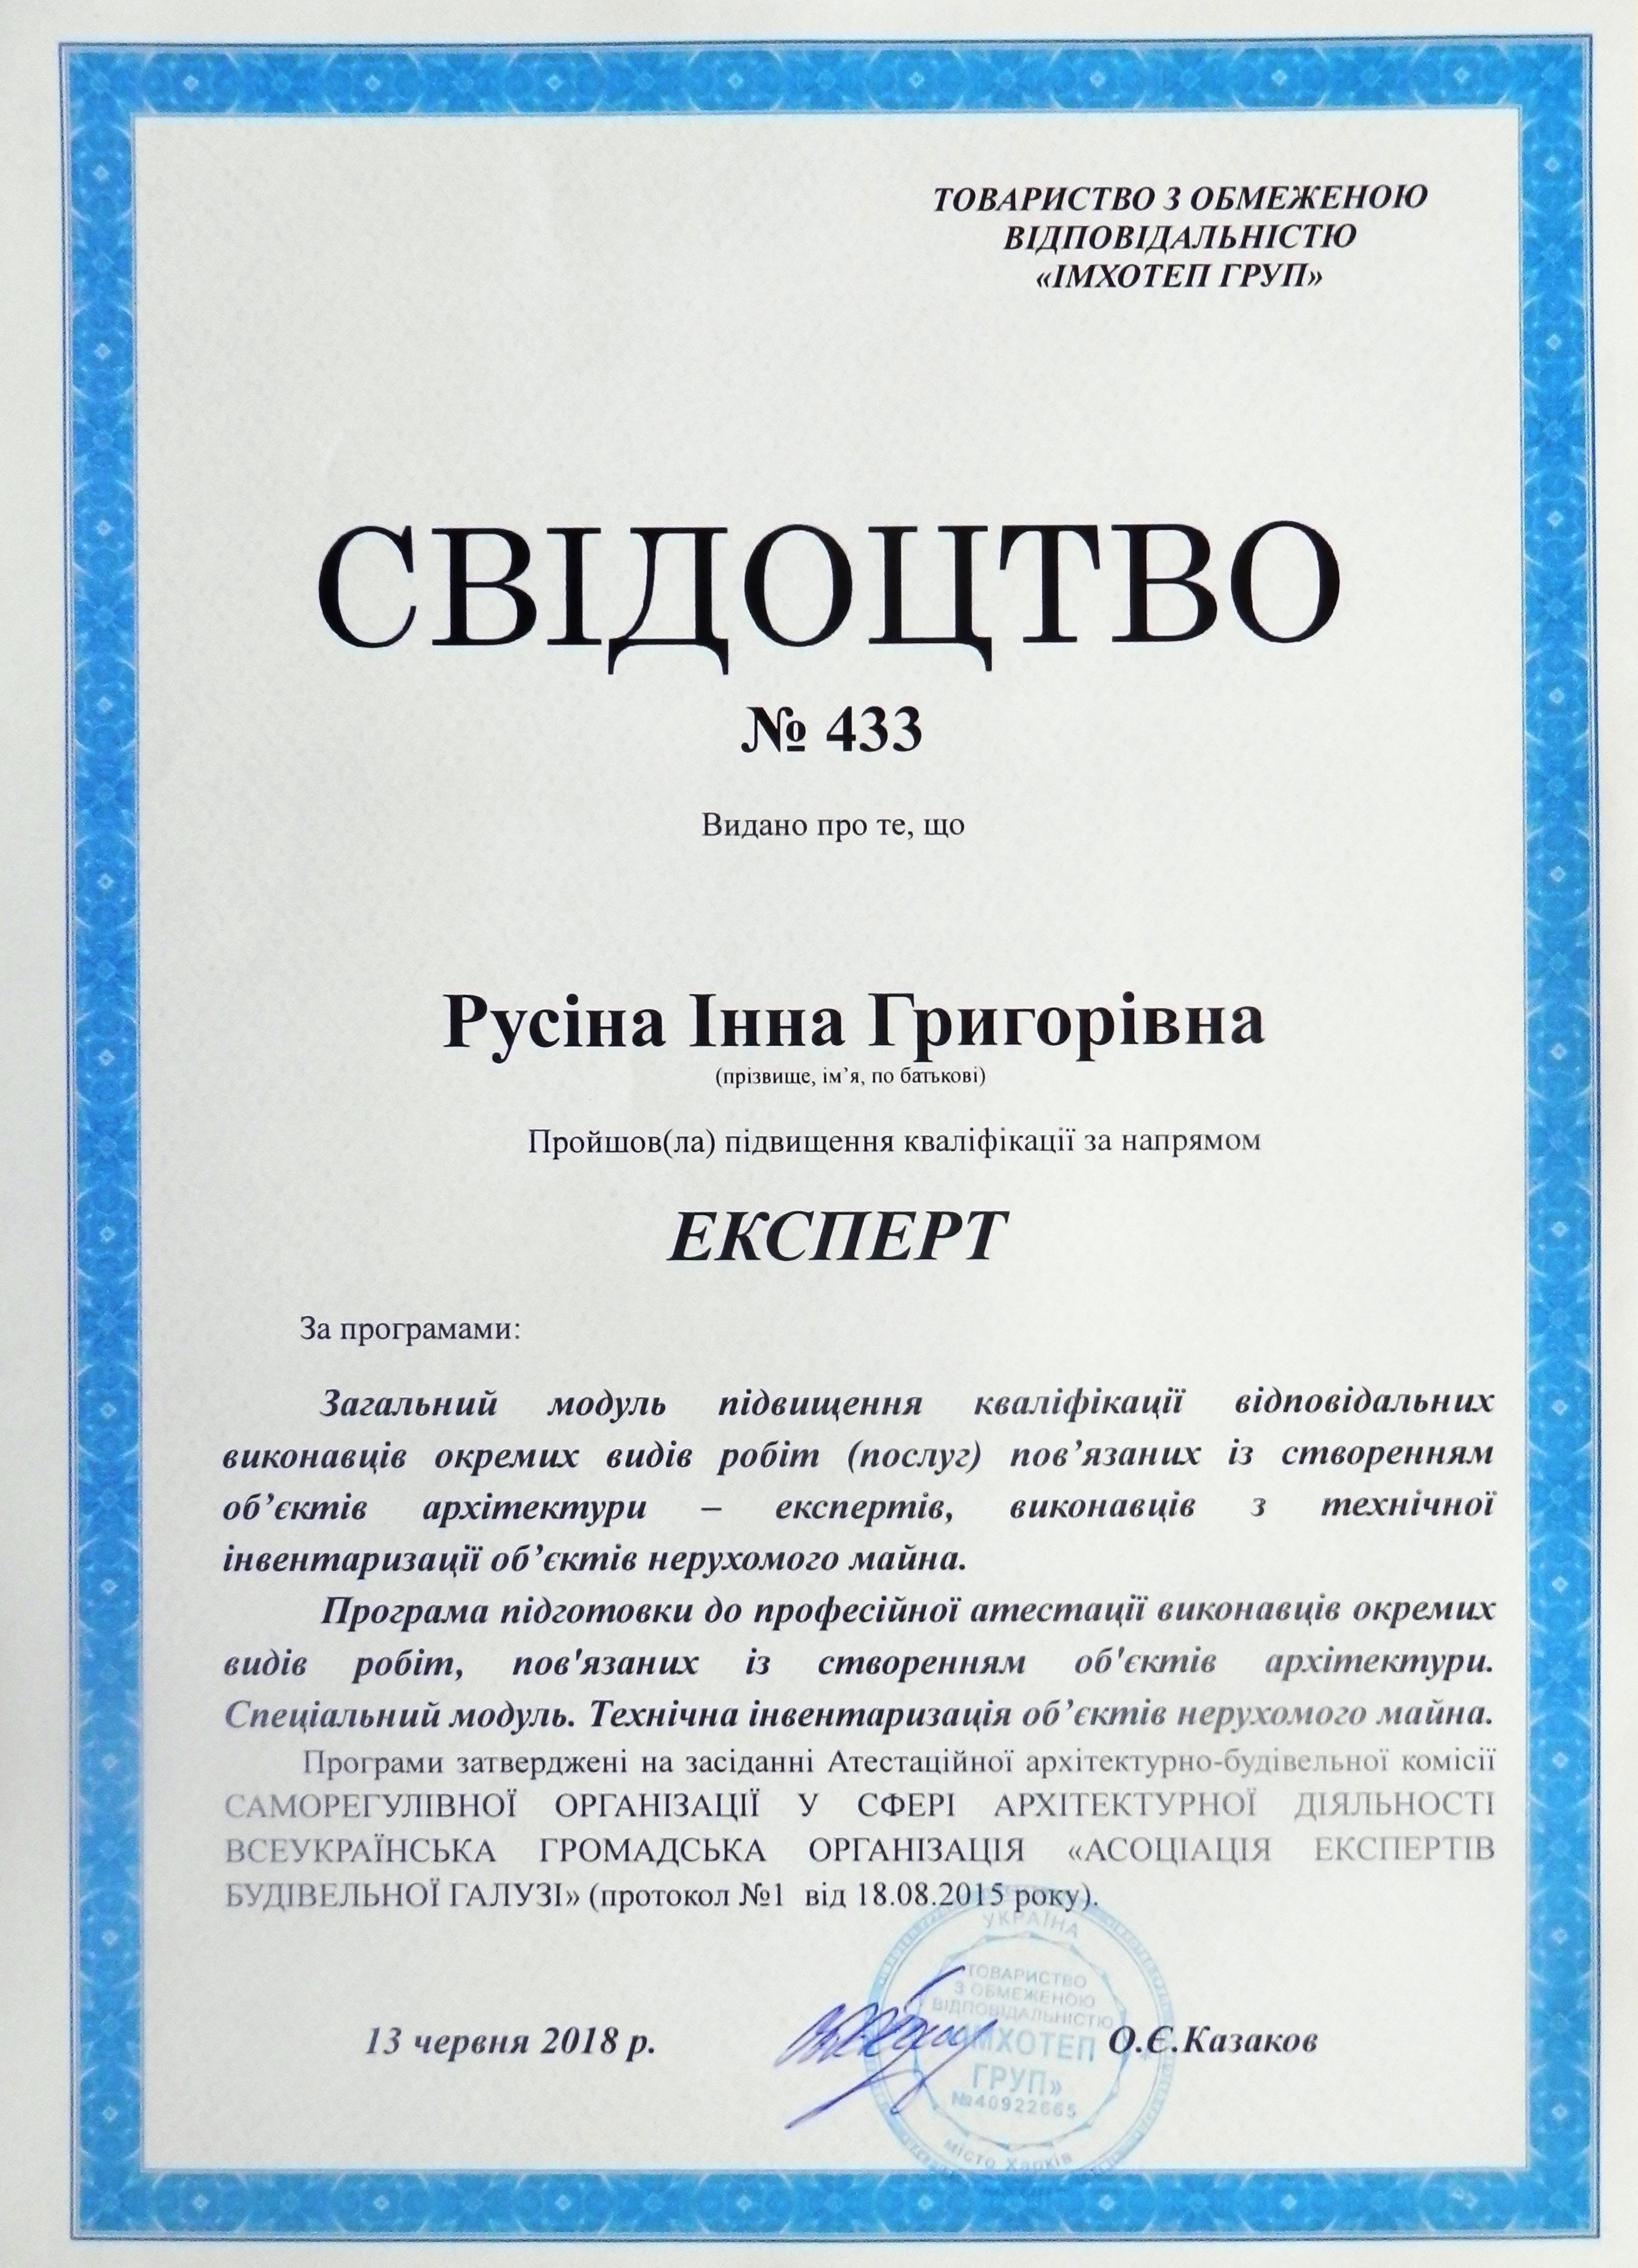 ТОВАРИСТВО З ОБМЕЖЕНОЮ
ВІДПОВІДАЛЬНІСТЮ
«ІМХОТЕП ГРУП»
СВІДОЦТВО
№ 433
Видано про те, що
Русіна Інна Григорівна
(прізвище, ім’я, по батькові)
Пройшов(ла) підвищення кваліфікації за напрямом
ЕКСПЕРТ
За програмами:
Загальний модуль підвищення кваліфікації відповідальних
виконавців окремих видів робіт (послуг) пов’язаних із створенням
об’єктів архітектури – експертів, виконавців з технічної
інвентаризації об’єктів нерухомого майна.
Програма підготовки до професійної атестації виконавців окремих
видів робіт, пов'язаних із створенням об'єктів архітектури.
Спеціальний модуль. Технічна інвентаризація об’єктів нерухомого майна.
Програми затверджені на засіданні Атестаційної архітектурно-будівельної комісії
САМОРЕГУЛІВНОЇ ОРГАНІЗАЦІЇ У СФЕРІ АРХІТЕКТУРНОЇ ДІЯЛЬНОСТІ
ВСЕУКРАЇНСЬКА ГРОМАДСЬКА ОРГАНІЗАЦІЯ «АСОЦІАЦІЯ ЕКСПЕРТІВ
БУДІВЕЛЬНОЇ ГАЛУЗІ» (протокол №1 від 18.08.2015 року).
УКРАЇНА
ТОВАРИСТВО
З ОБМЕЖЕНОЮ
ВІДПОВІДАЛЬНІСТЮ
«ІМХОТЕП
ГРУП»
№40922665
місто Харків
13 червня 2018 р.
О.Є.Казаков